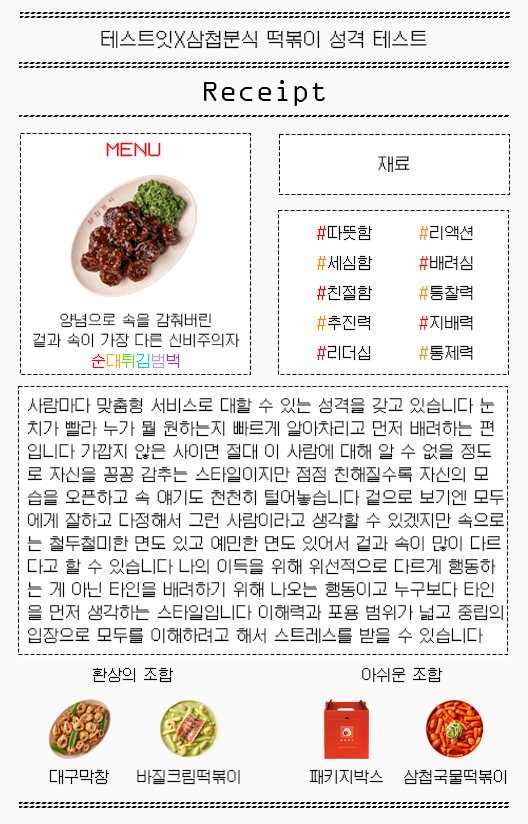 테스트잇X삼첩분식 떡볶이 성격 테스트
Receipt
MENU
양념으로 속을 감춰버린
겉과 속이 가장 다른 신비주의자
순대튀김범벅
재료
#따뜻함 #리액션
#세심함 #배려심
#친절함 #통찰력
#추진력 #지배력
#리더십 #통제력
사람마다 맞춤형 서비스로 대할 수 있는 성격을 갖고 있습니다 눈
치가 빨라 누가 뭘 원하는지 빠르게 알아차리고 먼저 배려하는 편
입니다 가깝지 않은 사이면 절대 이 사람에 대해 알 수 없을 정도
로 자신을 꽁꽁 감추는 스타일이지만 점점 친해질수록 자신의 모
습을 오픈하고 속 얘기도 천천히 털어놓습니다 겉으로 보기엔 모두
에게 잘하고 다정해서 그런 사람이라고 생각할 수 있겠지만 속으로
는 철두철미한 면도 있고 예민한 면도 있어서 겉과 속이 많이 다르
다고 할 수 있습니다 나의 이득을 위해 위선적으로 다르게 행동하
는 게 아닌 타인을 배려하기 위해 나오는 행동이고 누구보다 타인
을 먼저 생각하는 스타일입니다 이해력과 포용 범위가 넓고 중립의
입장으로 모두를 이해하려고 해서 스트레스를 받을 수 있습니다
환상의 조합
아쉬운 조합
대구막창 바질크림떡볶이 패키지박스 삼첩국물떡볶이